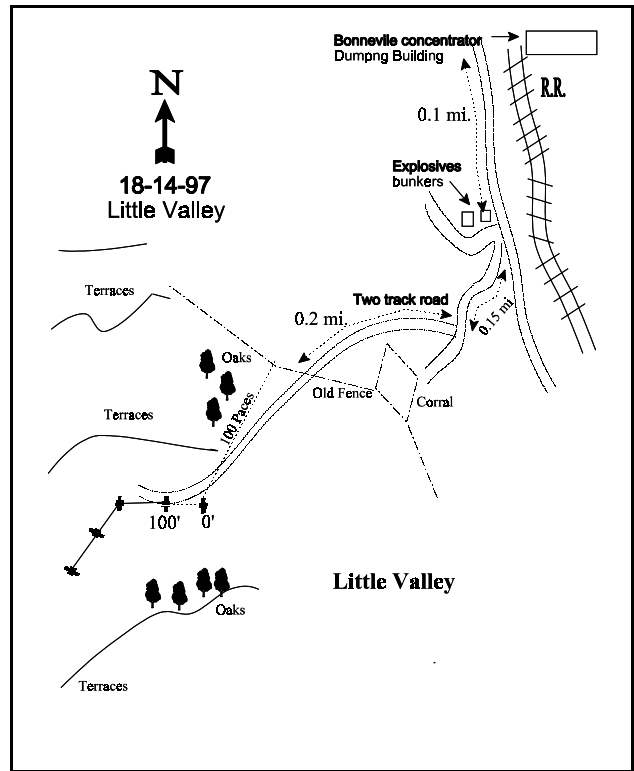 Bonnevile concentrator
Dumpng Building
R.R.
N
0.1 mi.
Explosives
bunkers
18-14-97
Little Valley
Terraces
Two track road
0.2 mi.
0.15 mi.
Oaks
Old Fence
Corral
100 Paces
Terraces
100'
0'
Little Valley
Oaks
Terraces